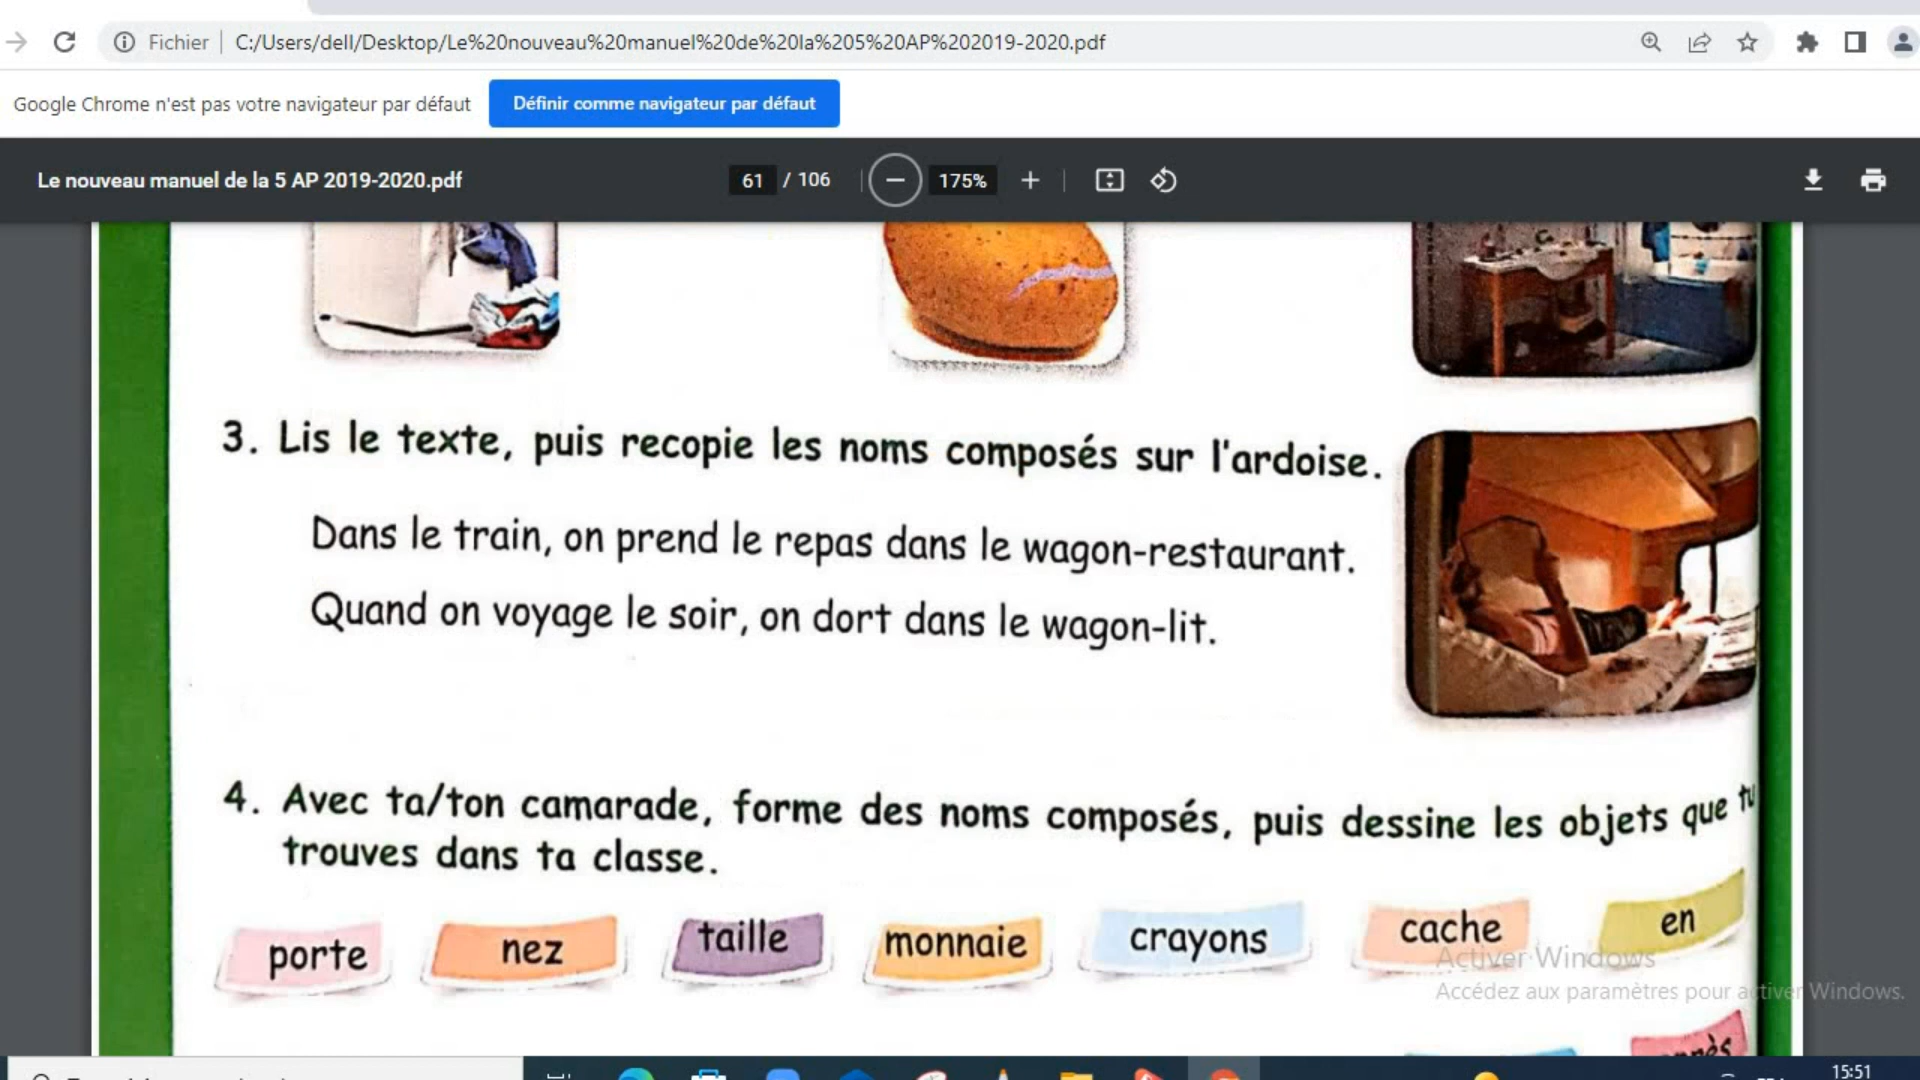 Fichier C:/Users/dell/Desktop/Le%20nouveau%20manuel%20de%20la%205%20AP%202019-2020.pdf
Google Chrome n'est pas votre navigateur par défaut Définir comme navigateur par défaut
Le nouveau manuel de la 5 AP 2019-2020.pdf 61 / 106 175%
3. Lis le texte, puis recopie les noms composés sur l'ardoise.
Dans le train, on prend le repas dans le wagon-restaurant.
Quand on voyage le soir, on dort dans le wagon-lit.
4. Avec ta/ton camarade, forme des noms composés, puis dessine les objets que tu
trouves dans ta classe.
porte nez taille monnaie crayons cache en
Activer Windows
Accédez aux paramètres pour activer Windows.
15:51